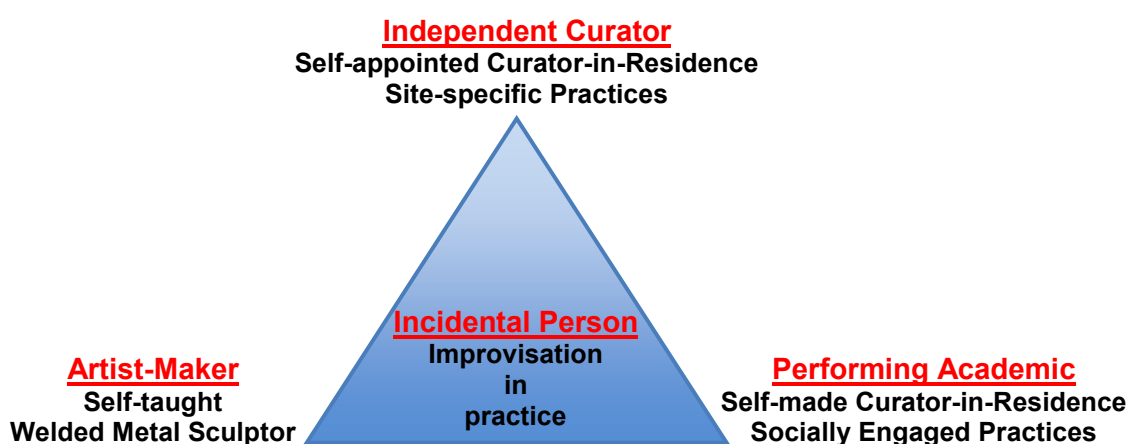 Independent Curator
Self-appointed Curator-in-Residence
Site-specific Practices
Incidental Person
Improvisation
in
practice
Artist-Maker
Self-taught
Welded Metal Sculptor
Performing Academic
Self-made Curator-in-Residence
Socially Engaged Practices